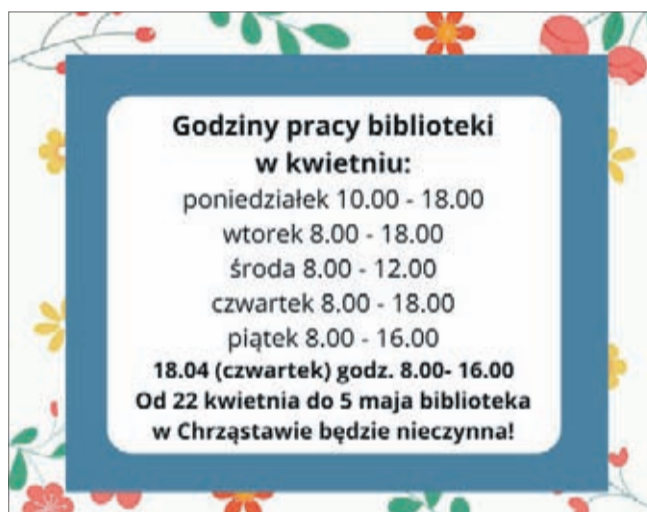 Godziny pracy biblioteki
w kwietniu:
poniedziałek 10.00 - 18.00
wtorek 8.00 - 18.00
środa 8.00 - 12.00
czwartek 8.00 - 18.00
piątek 8.00 - 16.00
18.04 (czwartek) godz. 8.00- 16.00
Od 22 kwietnia do 5 maja biblioteka
w Chrząstawie będzie nieczynna!